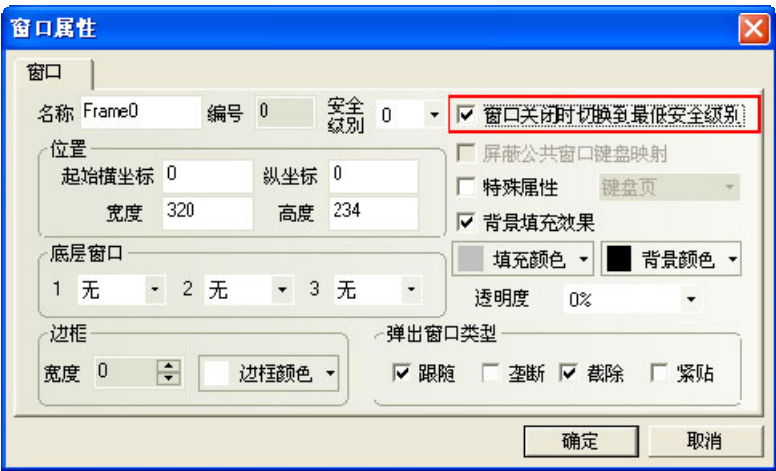 窗口属性
窗口
名称 Frame0 编号 0 安全级别 0 窗口关闭时切换到最低安全级别
位置
屏蔽公共窗口键盘映射
起始横坐标 0 纵坐标 0
特殊属性 键盘页
宽度 320 高度 234
背景填充效果
底层窗口
填充颜色 背景颜色
1 无 2 无 3 无
透明度 0%
边框
弹出窗口类型
宽度 0 边框颜色
跟随 垄断 截除 紧贴
确定 取消